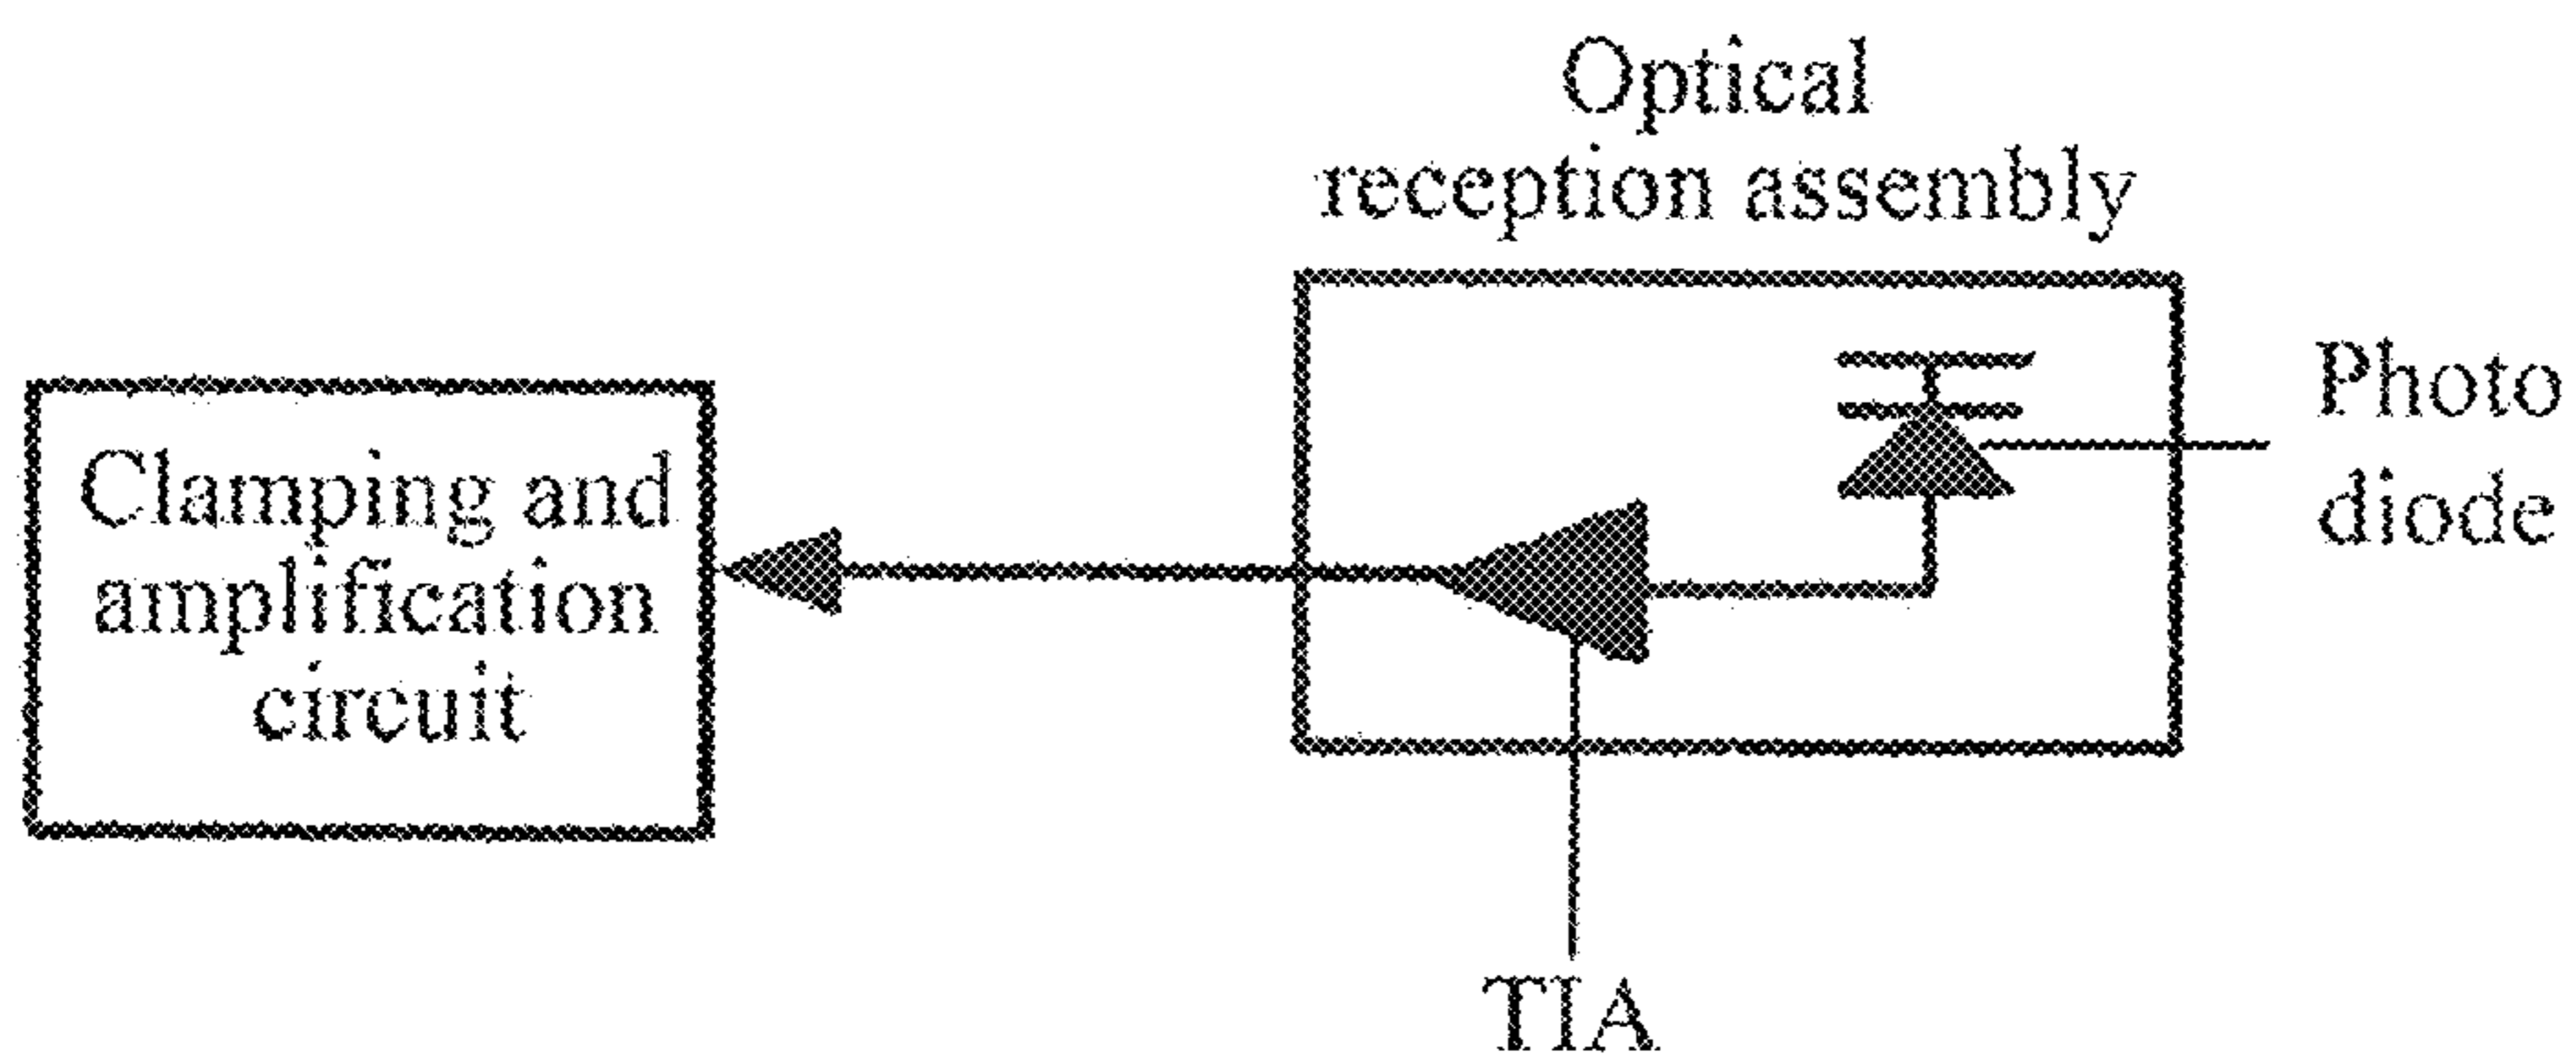 Optical
reception assembly
Photo
diode
Clamping and
amplification
circuit
TIA